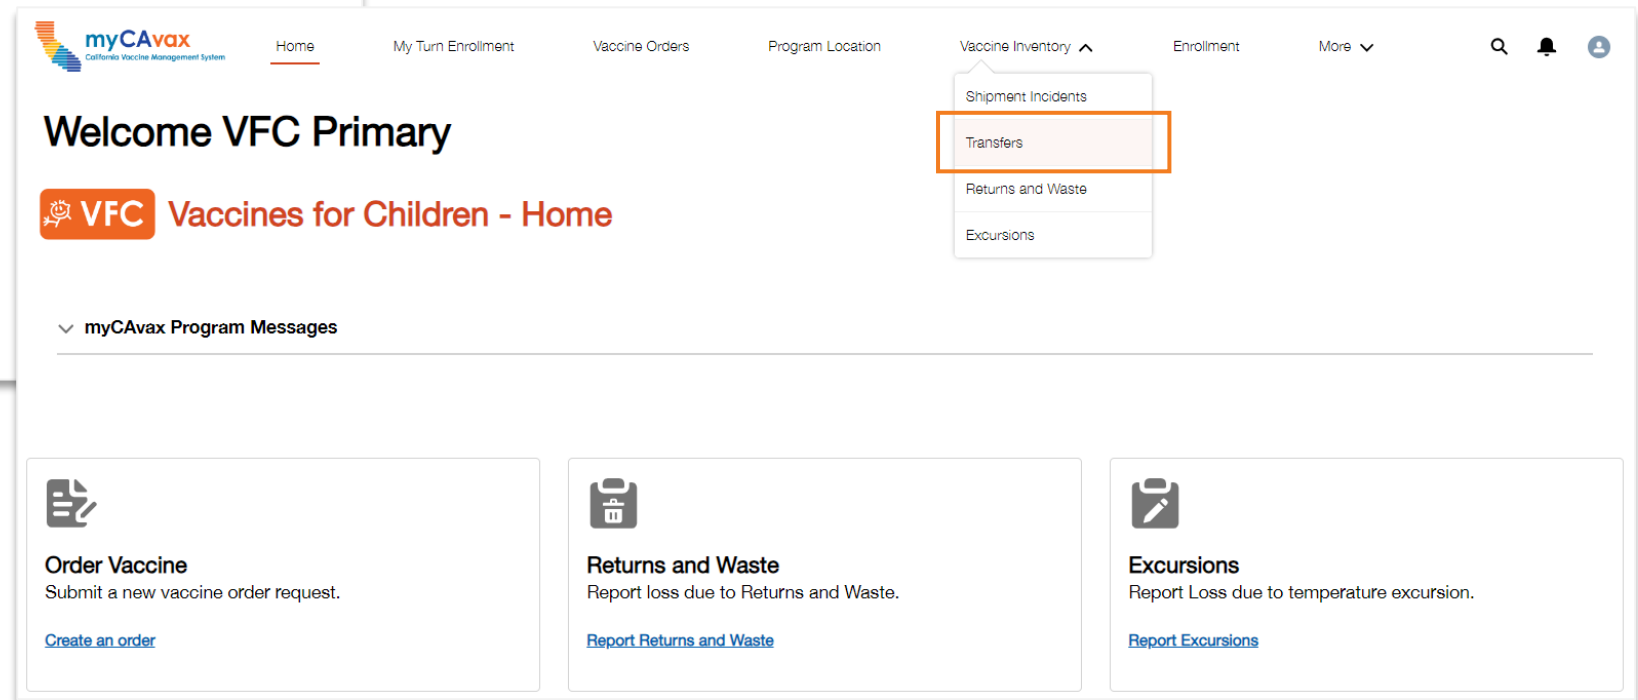 myCAvax
California Vaccine Management System
Home
My Turn Enrollment
Vaccine Orders
Program Location
Vaccine Inventory
Enrollment
More
Shipment Incidents
Transfers
Returns and Waste
Excursions
Welcome VFC Primary
VFC
Vaccines for Children - Home
myCAvax Program Messages
Order Vaccine
Submit a new vaccine order request.
Create an order
Returns and Waste
Report loss due to Returns and Waste.
Report Returns and Waste
Excursions
Report Loss due to temperature excursion.
Report Excursions